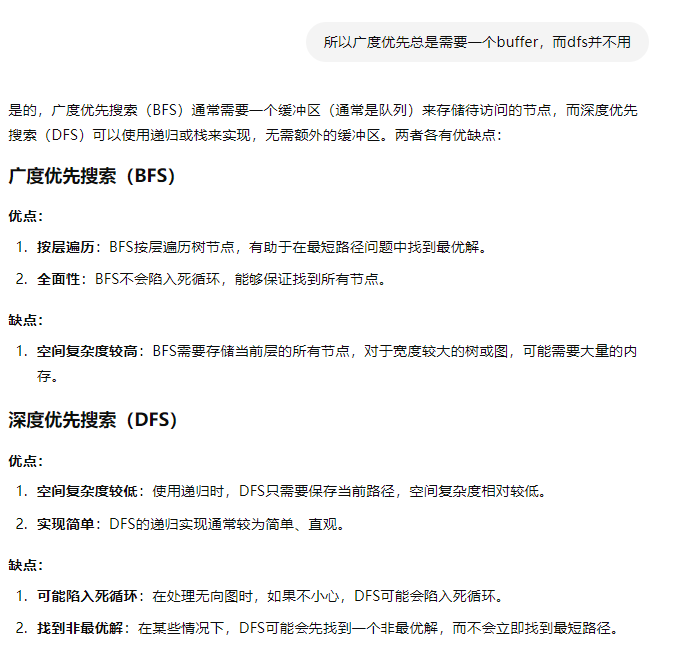 所以广度优先总是需要一个buffer，而dfs并不用
是的，广度优先搜索（BFS）通常需要一个缓冲区（通常是队列）来存储待访问的节点，而深度优先
搜索（DFS）可以使用递归或栈来实现，无需额外的缓冲区。两者各有优缺点：
广度优先搜索（BFS）
优点：
1. 按层遍历：BFS按层遍历树节点，有助于在最短路径问题中找到最优解。
2. 全面性：BFS不会陷入死循环，能够保证找到所有节点。
缺点：
1. 空间复杂度较高：BFS需要存储当前层的所有节点，对于宽度较大的树或图，可能需要大量的内
存。
深度优先搜索（DFS）
优点：
1. 空间复杂度较低：使用递归时，DFS只需要保存当前路径，空间复杂度相对较低。
2. 实现简单：DFS的递归实现通常较为简单、直观。
缺点：
1. 可能陷入死循环：在处理无向图时，如果不小心，DFS可能会陷入死循环。
2. 找到非最优解：在某些情况下，DFS可能会先找到一个非最优解，而不会立即找到最短路径。